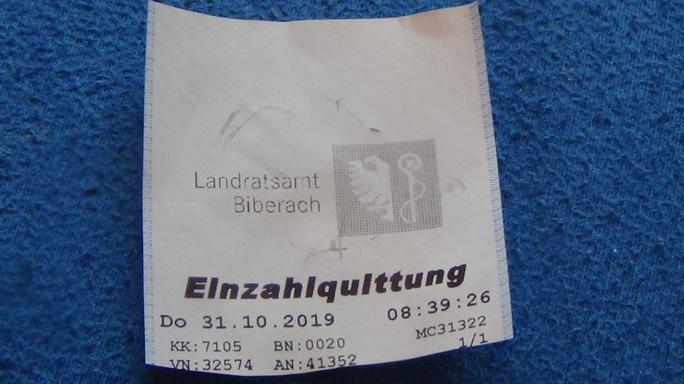 Landratsamt
Biberach
Einzahlquittung
Do 31.10.2019 08:39:26
KK:7105 BN:0020 MC31322
VN:32574 AN:41352 1/1